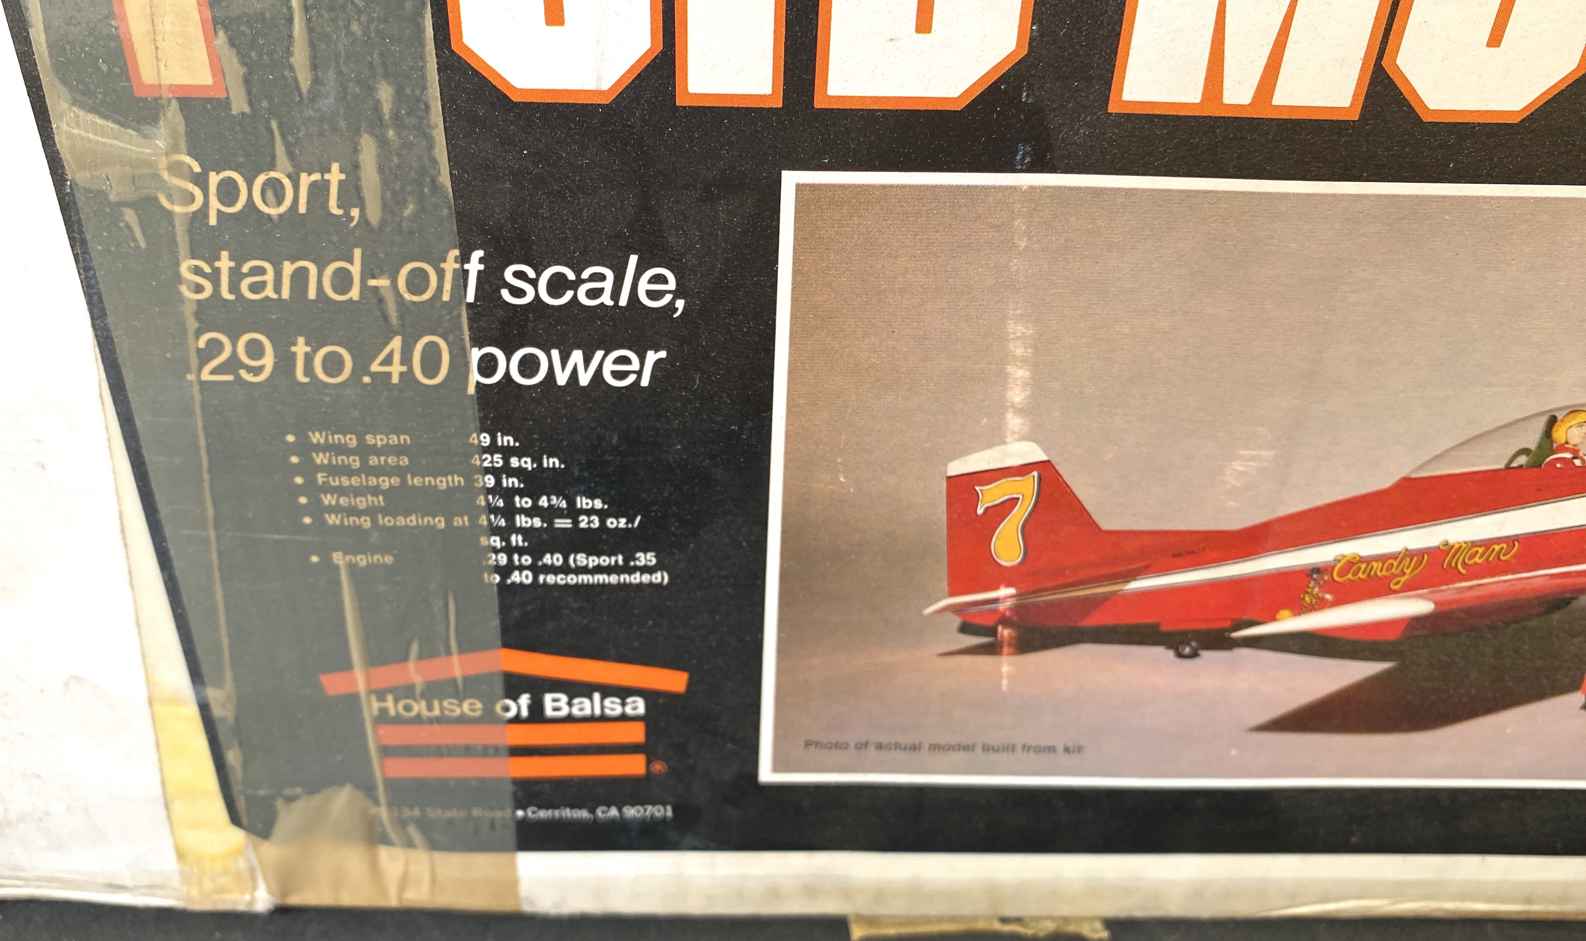 Sport,
stand-off scale,
.29 to .40 power
• Wing span 49 in.
• Wing area 425 sq. in.
• Fuselage length 39 in.
• Weight 4¼ to 4¾ lbs.
• Wing loading at 4¼ lbs. = 23 oz./
sq. ft.
• Engine .29 to .40 (Sport .35
to .40 recommended)
House of Balsa
State Road • Cerritos, CA 90701
7
Candy Man
Photo of actual model built from kit